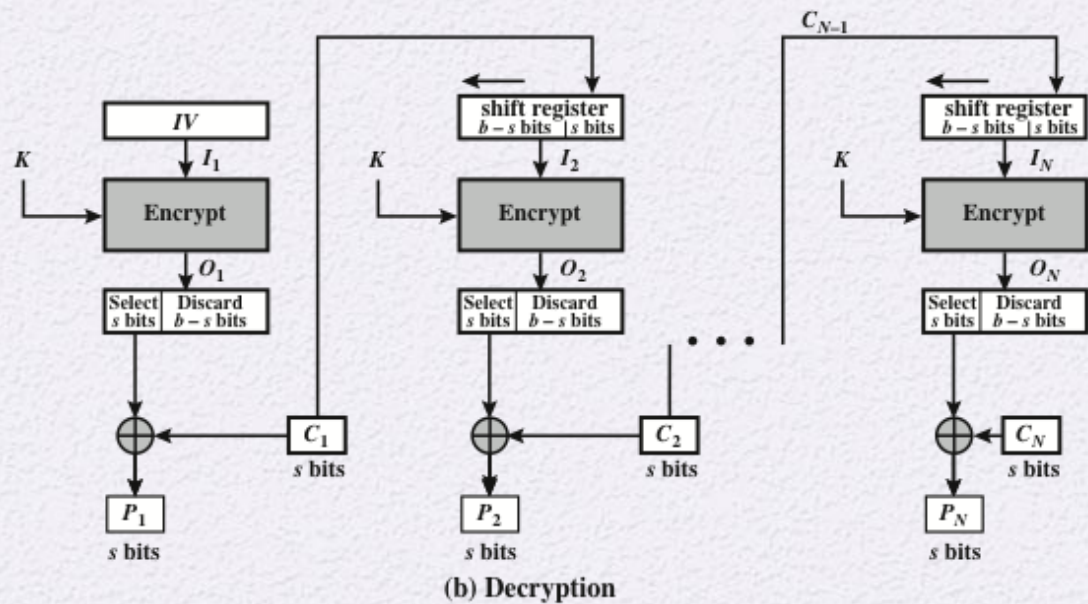 C_{N-1}
shift register
b – s bits | s bits
shift register
b – s bits | s bits
IV
K
I_1
K
I_2
K
I_N
Encrypt
Encrypt
Encrypt
O_1
O_2
O_N
Select
s bits
Discard
b – s bits
Select
s bits
Discard
b – s bits
Select
s bits
Discard
b – s bits
• • •
C_1
s bits
C_2
s bits
C_N
s bits
P_1
s bits
P_2
s bits
P_N
s bits
(b) Decryption